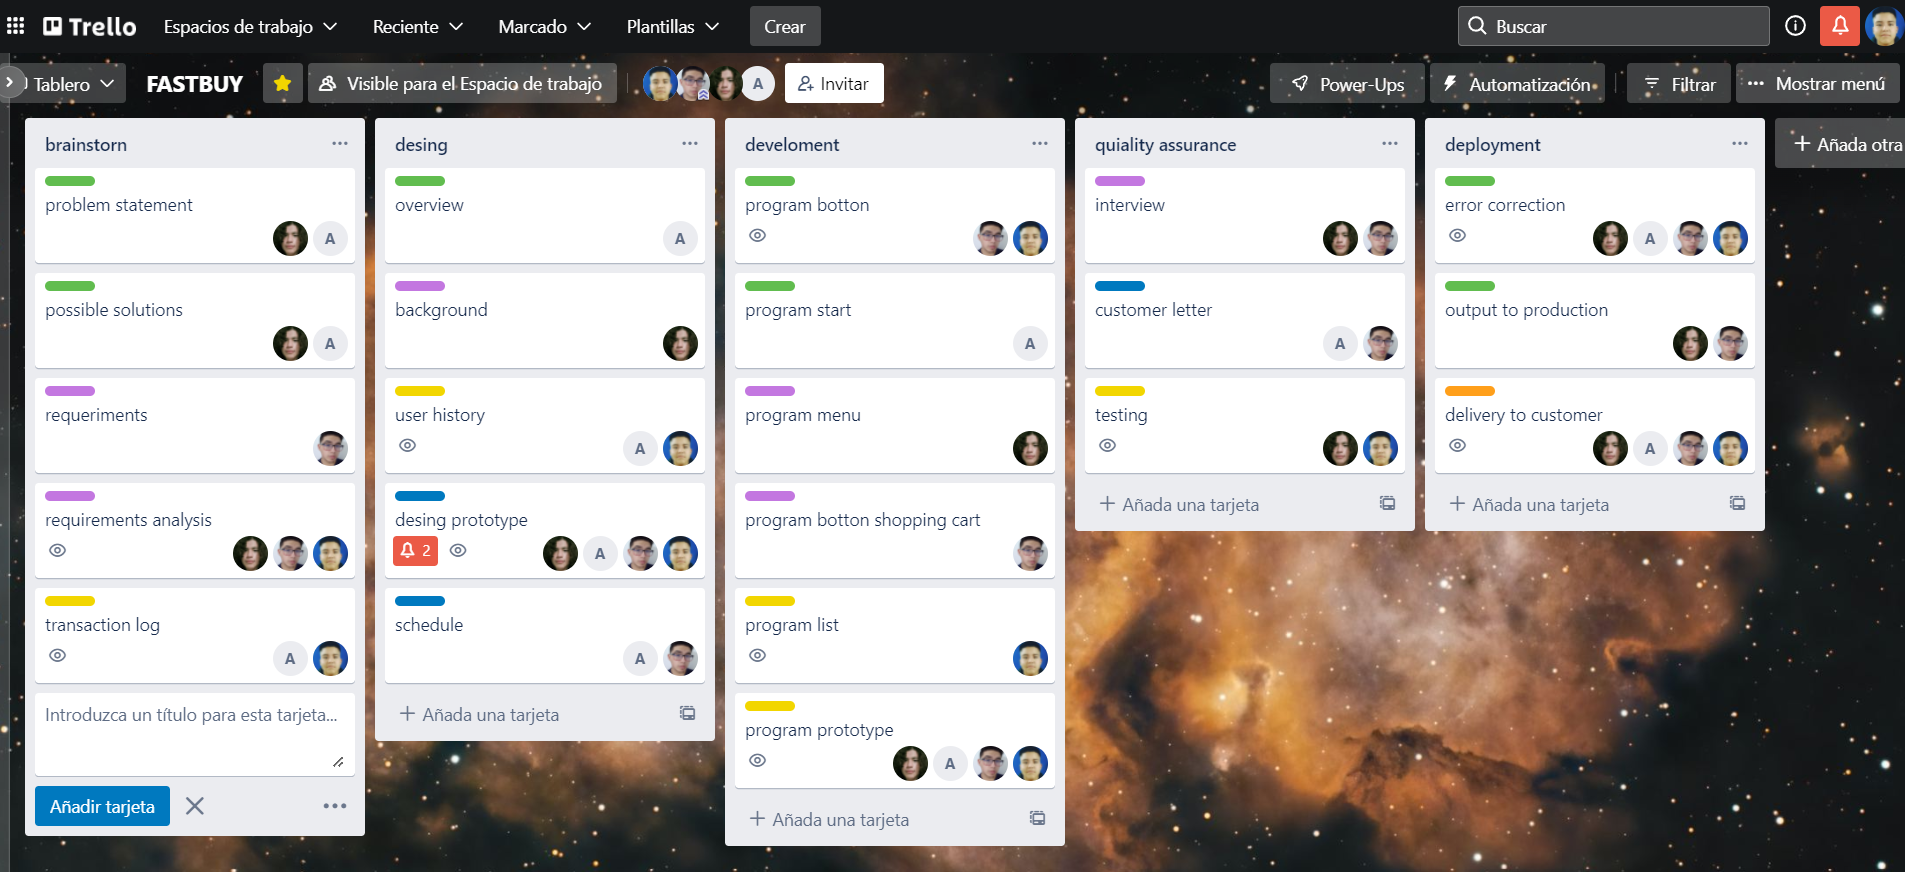 Trello
Espacios de trabajo
Reciente
Marcado
Plantillas
Crear
Buscar
Tablero
FASTBUY
Visible para el Espacio de trabajo
A
Invitar
Power-Ups
Automatización
Filtrar
Mostrar menú
brainstorn
problem statement
A
possible solutions
A
requeriments
requirements analysis
transaction log
A
Introduzca un título para esta tarjeta...
Añadir tarjeta
desing
overview
A
background
user history
A
desing prototype
2
A
schedule
A
Añada una tarjeta
develoment
program botton
program start
A
program menu
program botton shopping cart
program list
program prototype
A
Añada una tarjeta
quiality assurance
interview
customer letter
A
testing
Añada una tarjeta
deployment
error correction
A
output to production
delivery to customer
A
Añada una tarjeta
Añada otra